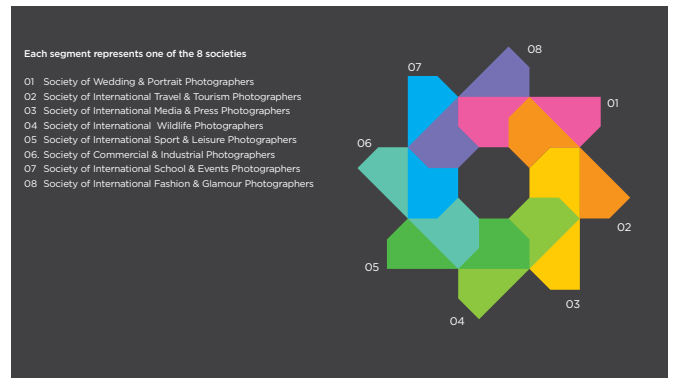 Each segment represents one of the 8 societies
01 Society of Wedding & Portrait Photographers
02 Society of International Travel & Tourism Photographers
03 Society of International Media & Press Photographers
04 Society of International  Wildlife Photographers
05 Society of International Sport & Leisure Photographers
06. Society of Commercial & Industrial Photographers
07 Society of International School & Events Photographers
08 Society of International Fashion & Glamour Photographers
08
07
01
06
02
05
03
04